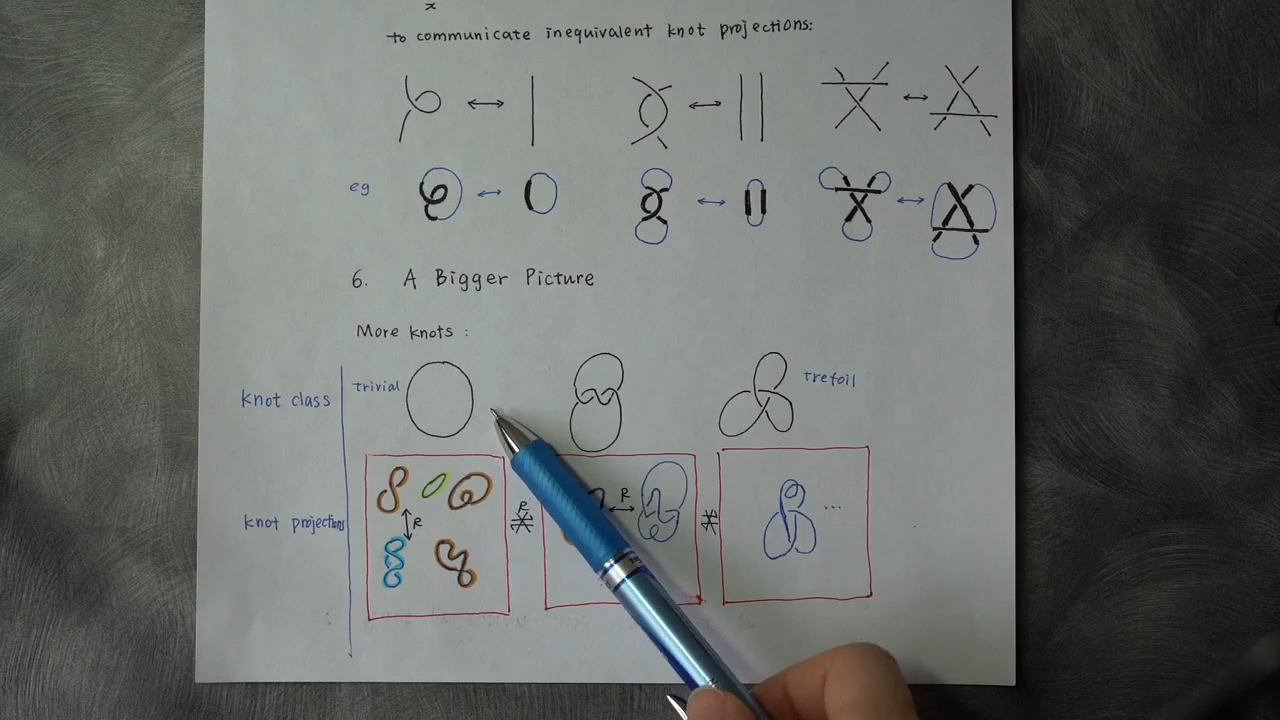 x
to communicate inequivalent knot projections:
eg
6. A Bigger Picture
More knots :
Knot class
trivial
trefoil
Knot projections
R
R
R
...